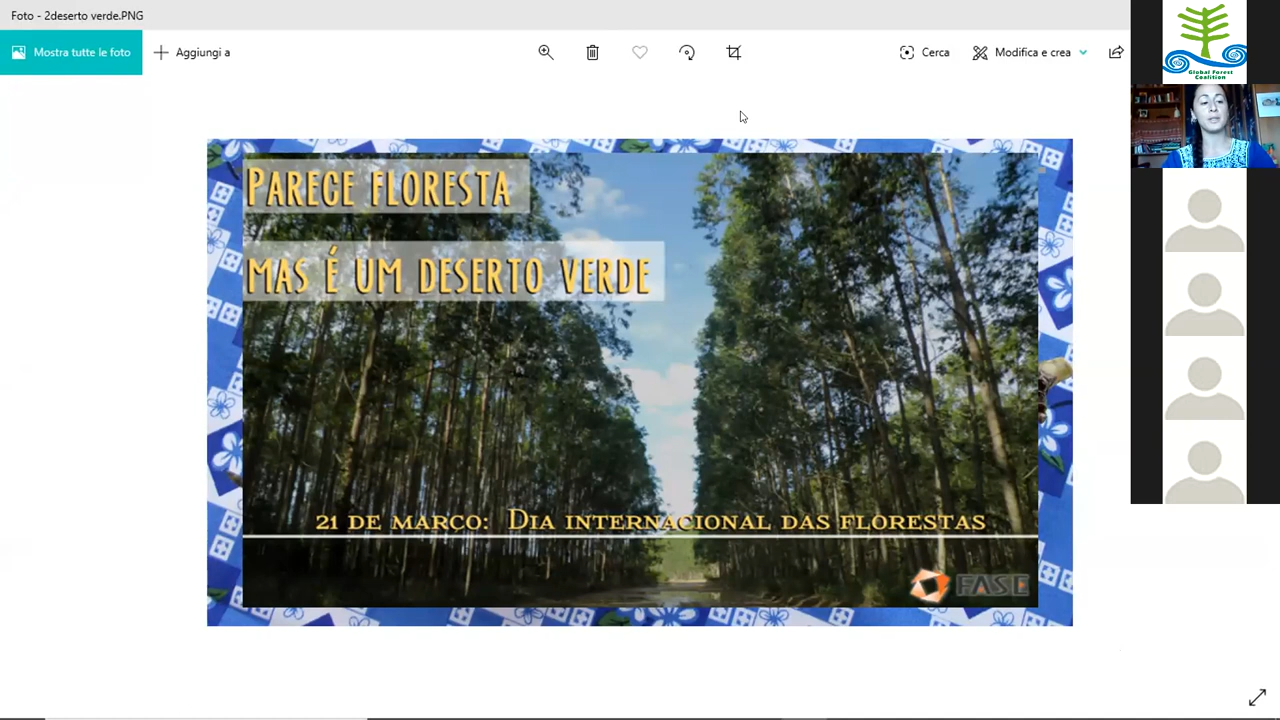 Foto - 2deserto verde.PNG
Mostra tutte le foto
Aggiungi a
Cerca
Modifica e crea
Global Forest
Coalition
PARECE FLORESTA
MAS É UM DESERTO VERDE
21 DE MARÇO: DIA INTERNACIONAL DAS FLORESTAS
FASE